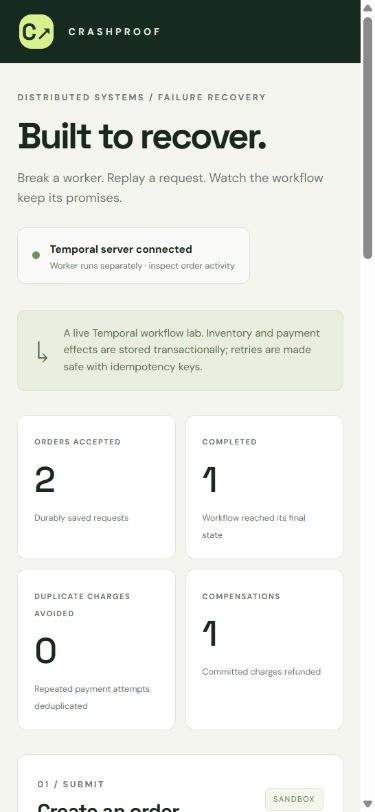 C↗ CRASHPROOF
DISTRIBUTED SYSTEMS / FAILURE RECOVERY
Built to recover.
Break a worker. Replay a request. Watch the workflow
keep its promises.
Temporal server connected
Worker runs separately · inspect order activity
↳
A live Temporal workflow lab. Inventory and payment
effects are stored transactionally; retries are made
safe with idempotency keys.
ORDERS ACCEPTED
2
Durably saved requests
COMPLETED
1
Workflow reached its final
state
DUPLICATE CHARGES
AVOIDED
0
Repeated payment attempts
deduplicated
COMPENSATIONS
1
Committed charges refunded
01 / SUBMIT
Create an order
SANDBOX